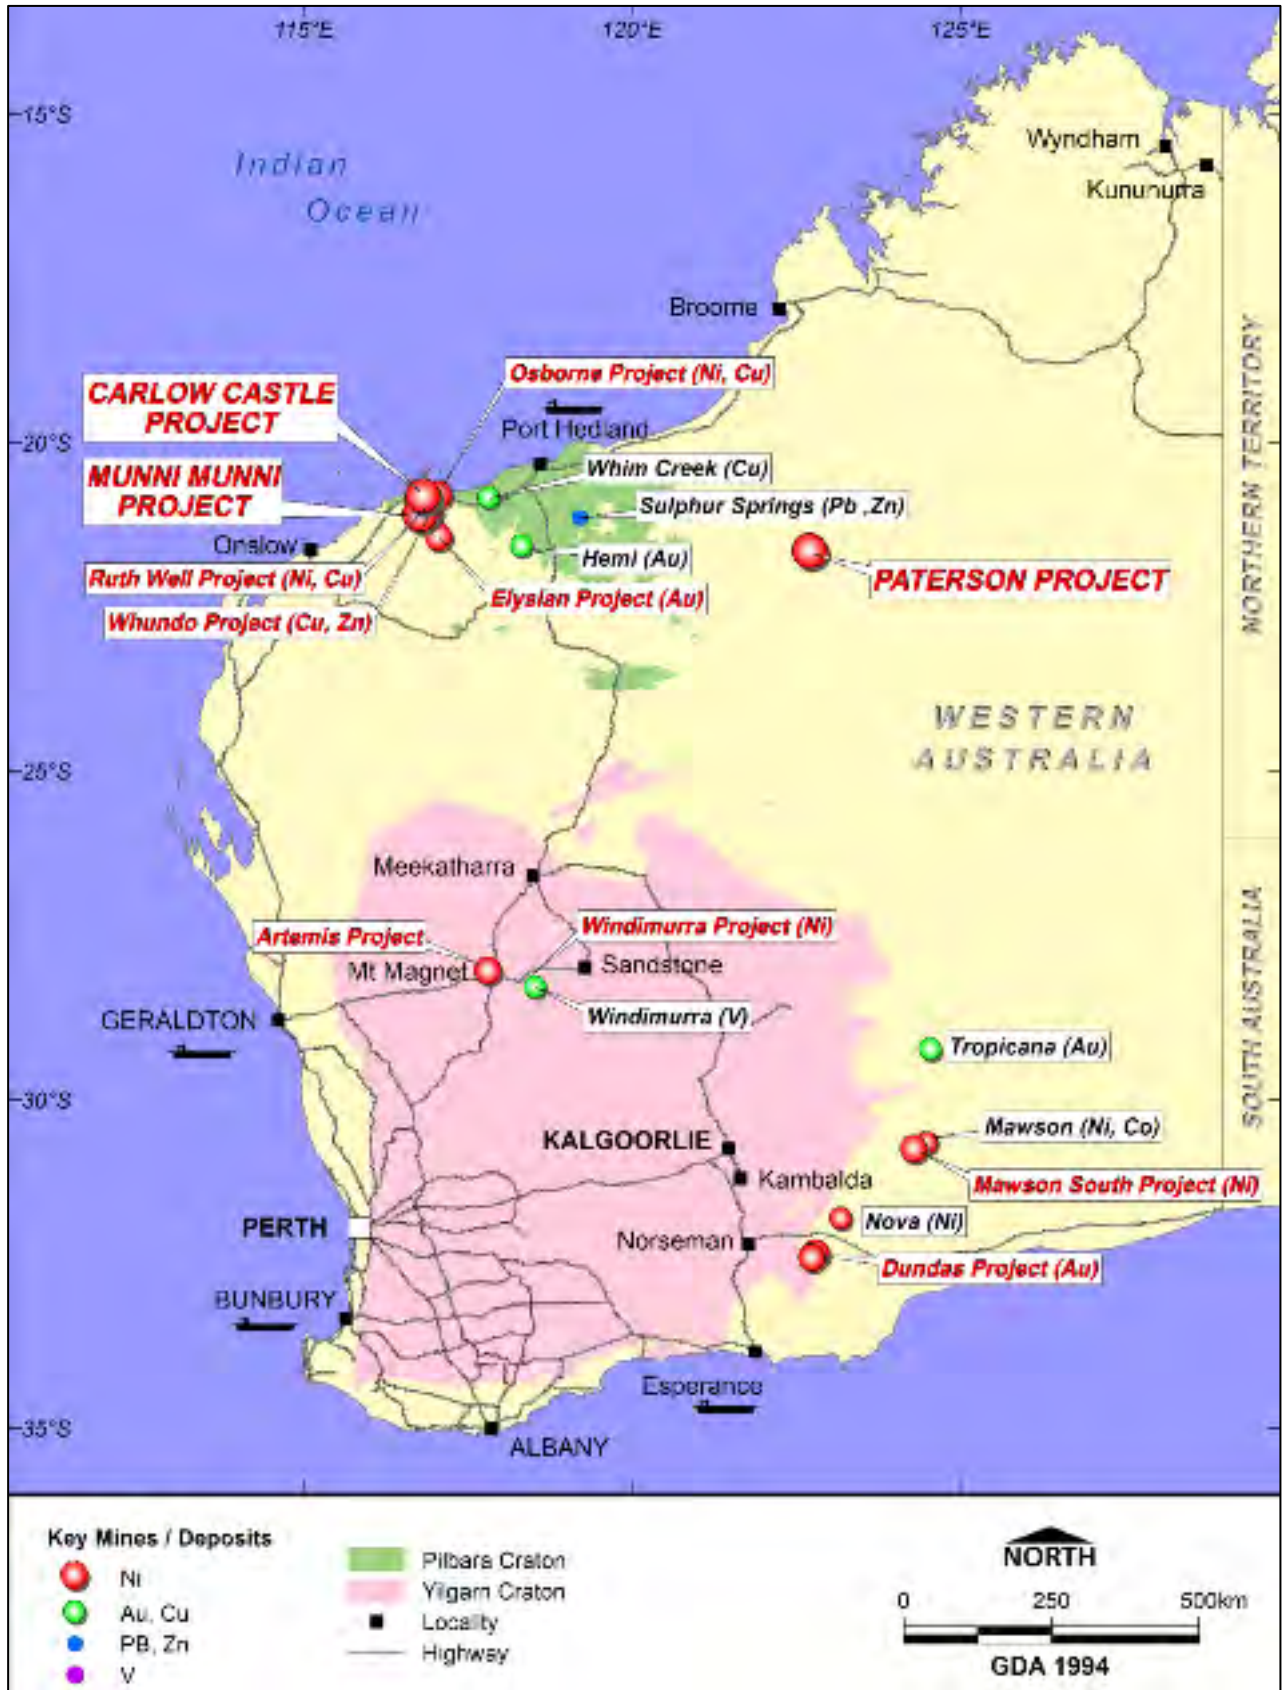 115°E
120°E
125°E
15°S
Indian
Ocean
Wyndham
Kununurra
Broome
NORTHERN TERRITORY
CARLOW CASTLE
PROJECT
Osborne Project (Ni, Cu)
Port Hedland
20°S
MUNNI MUNNI
PROJECT
Whim Creek (Cu)
Sulphur Springs (Pb ,Zn)
Onslow
Hemi (Au)
Ruth Well Project (Ni, Cu)
Elysian Project (Au)
PATERSON PROJECT
Whundo Project (Cu, Zn)
WESTERN
AUSTRALIA
25°S
Meekatharra
SOUTH AUSTRALIA
Artemis Project
Windimurra Project (Ni)
Mt Magnet
Sandstone
GERALDTON
Windimurra (V)
Tropicana (Au)
30°S
KALGOORLIE
Mawson (Ni, Co)
Kambalda
Mawson South Project (Ni)
PERTH
Norseman
Nova (Ni)
Dundas Project (Au)
BUNBURY
Esperance
35°S
ALBANY
Key Mines / Deposits
Ni
Au, Cu
PB, Zn
V
Pilbara Craton
Yilgarn Craton
Locality
Highway
NORTH
0 250 500km
GDA 1994